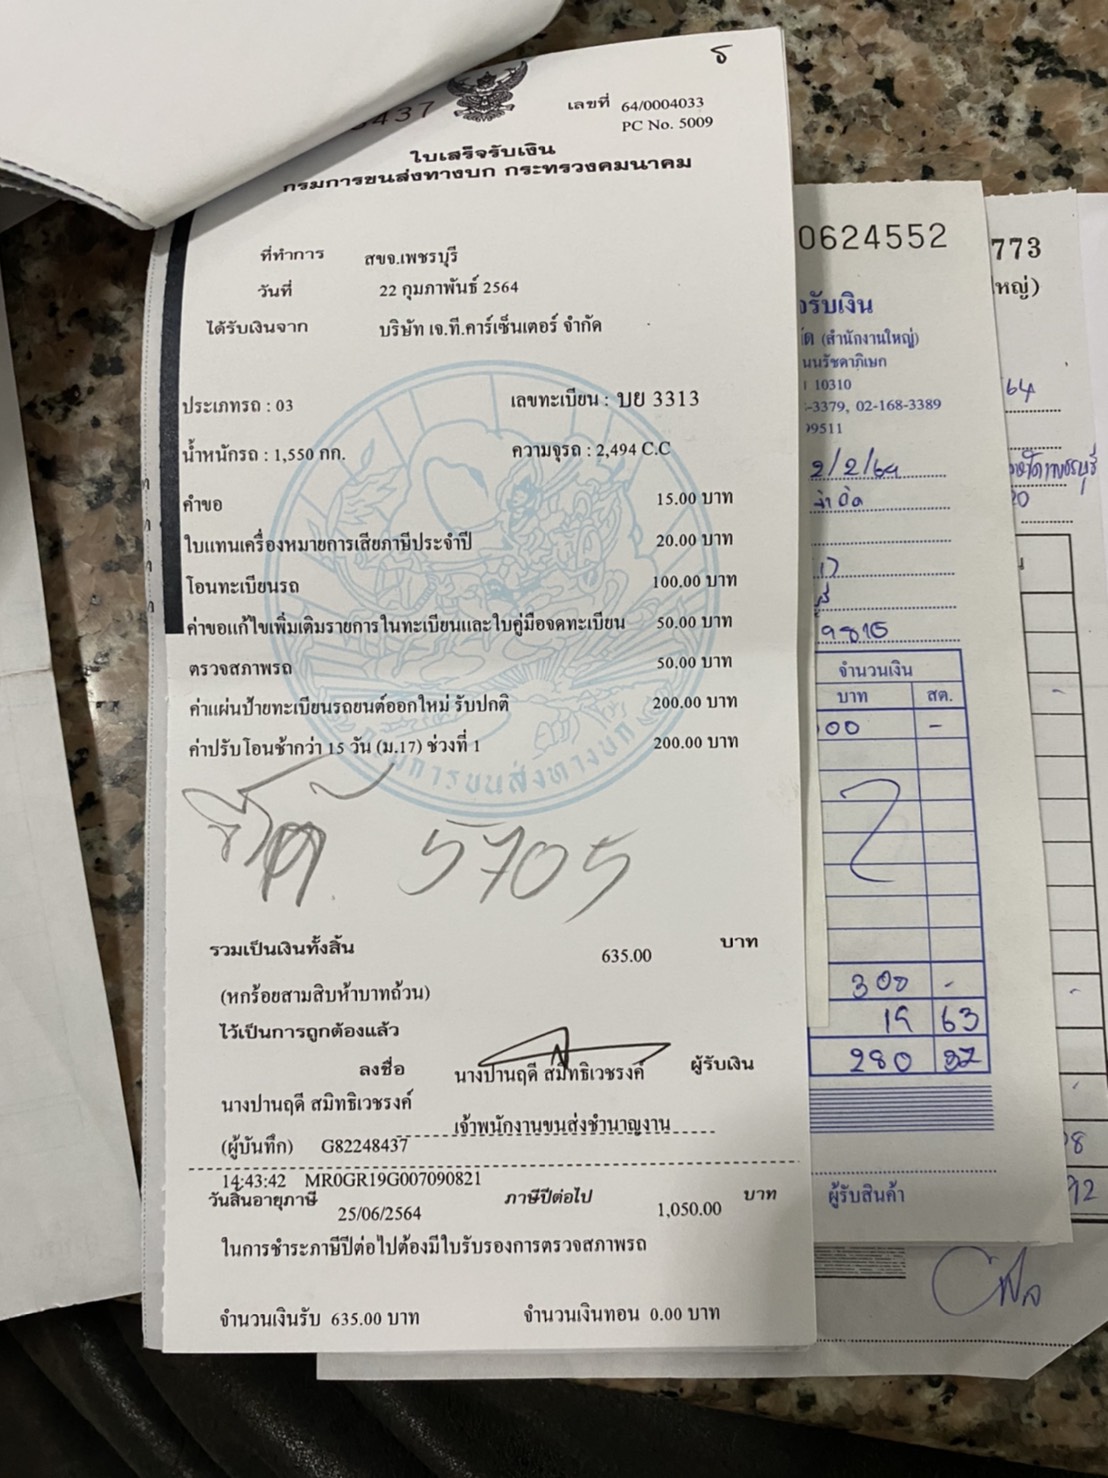 8437
เลขที่ 64/0004033
PC No. 5009
ใบเสร็จรับเงิน
กรมการขนส่งทางบก กระทรวงคมนาคม
ที่ทำการ สขจ.เพชรบุรี
วันที่ 22 กุมภาพันธ์ 2564
ได้รับเงินจาก บริษัท เจ.ที.คาร์เซ็นเตอร์ จำกัด
ประเภทรถ : 03 เลขทะเบียน : บย 3313
น้ำหนักรถ : 1,550 กก. ความจุรถ : 2,494 C.C
คำขอ 15.00 บาท
ใบแทนเครื่องหมายการเสียภาษีประจำปี 20.00 บาท
โอนทะเบียนรถ 100.00 บาท
ค่าขอแก้ไขเพิ่มเติมรายการในทะเบียนและใบคู่มือจดทะเบียน 50.00 บาท
ตรวจสภาพรถ 50.00 บาท
ค่าแผ่นป้ายทะเบียนรถยนต์ออกใหม่ รับปกติ 200.00 บาท
ค่าปรับโอนช้ากว่า 15 วัน (ม.17) ช่วงที่ 1 200.00 บาท
กรมการขนส่งทางบก
5705
รวมเป็นเงินทั้งสิ้น 635.00 บาท
(หกร้อยสามสิบห้าบาทถ้วน)
ไว้เป็นการถูกต้องแล้ว
ลงชื่อ นางปานฤดี สมิทธิเวชรงค์ ผู้รับเงิน
นางปานฤดี สมิทธิเวชรงค์
เจ้าพนักงานขนส่งชำนาญงาน
(ผู้บันทึก) G82248437
14:43:42 MR0GR19G007090821
วันสิ้นอายุภาษี 25/06/2564 ภาษีปีต่อไป 1,050.00 บาท
ในการชำระภาษีปีต่อไปต้องมีใบรับรองการตรวจสภาพรถ
จำนวนเงินรับ 635.00 บาท จำนวนเงินทอน 0.00 บาท
0624552
รับเงิน
(สำนักงานใหญ่)
นนรัชดาภิเษก
10310
-3379, 02-168-3389
99511
2/2/64
จำกัด
9815
จำนวนเงิน
บาท สต.
00 -
300 -
19 63
280 37
ผู้รับสินค้า
773
หญ่)
64
20
8
92